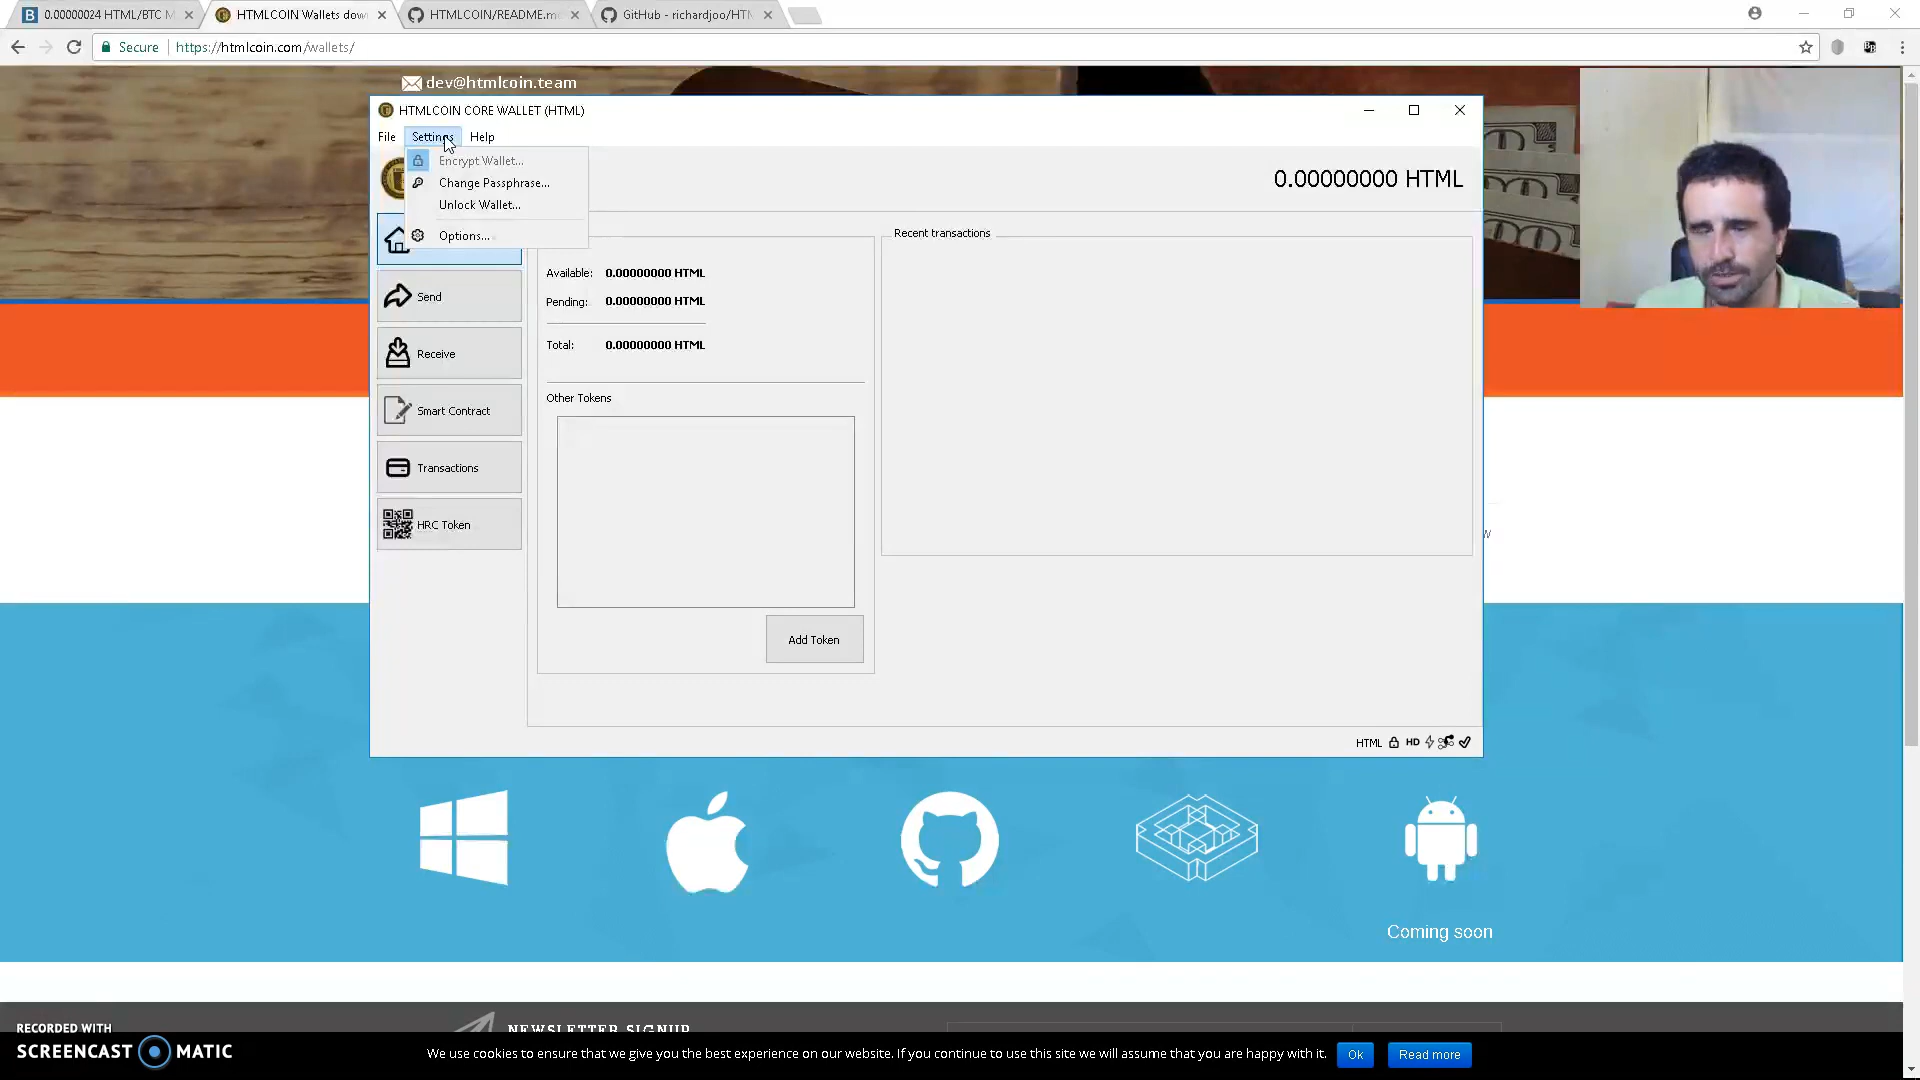 0.00000024 HTML/BTC M
HTMLCOIN Wallets dow
HTMLCOIN/README.m
GitHub - richardjoo/HTM
Secure
https://htmlcoin.com/wallets/
dev@htmlcoin.team
HTMLCOIN CORE WALLET (HTML)
File
Settings
Help
Encrypt Wallet...
Change Passphrase...
Unlock Wallet...
Options...
0.00000000 HTML
Send
Receive
Smart Contract
Transactions
HRC Token
Available: 0.00000000 HTML
Pending: 0.00000000 HTML
Total: 0.00000000 HTML
Other Tokens
Add Token
Recent transactions
HTML
HD
Coming soon
NEWSLETTER SIGNUP
RECORDED WITH
SCREENCAST MATIC
We use cookies to ensure that we give you the best experience on our website. If you continue to use this site we will assume that you are happy with it.
Ok
Read more